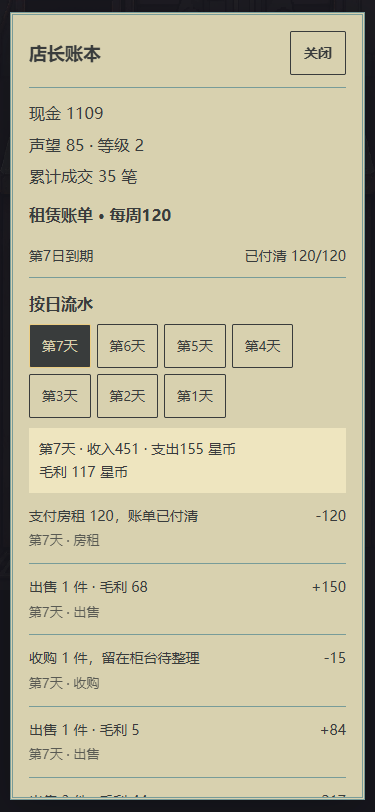 店长账本
关闭
现金 1109
声望 85 · 等级 2
累计成交 35 笔
租赁账单 • 每周120
第7日到期 已付清 120/120
按日流水
第7天 第6天 第5天 第4天
第3天 第2天 第1天
第7天 · 收入451 · 支出155 星币
毛利 117 星币
支付房租 120，账单已付清 -120
第7天 · 房租
出售 1 件 · 毛利 68 +150
第7天 · 出售
收购 1 件，留在柜台待整理 -15
第7天 · 收购
出售 1 件 · 毛利 5 +84
第7天 · 出售